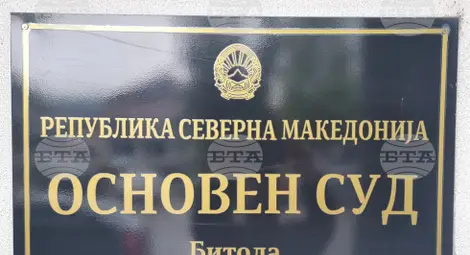 РЕПУБЛИКА СЕВЕРНА МАКЕДОНИЈА
ОСНОВЕН СУД
Битола